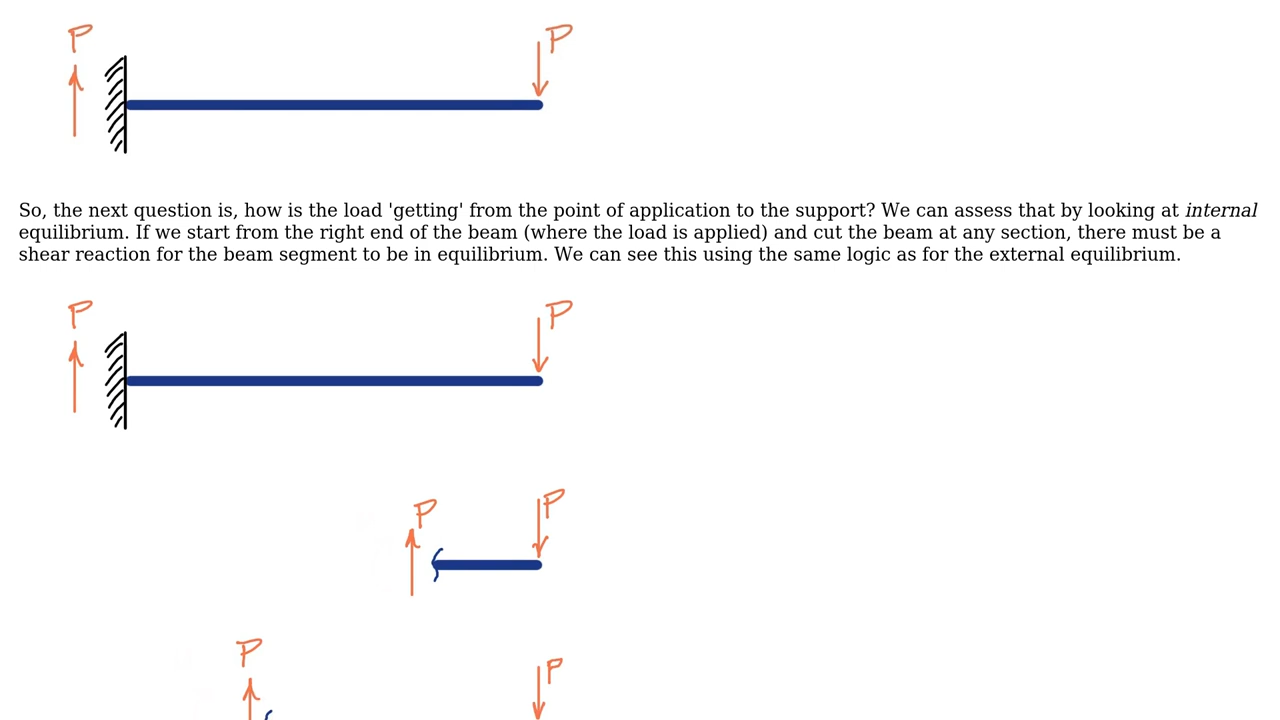 P
P
So, the next question is, how is the load 'getting' from the point of application to the support? We can assess that by looking at internal
equilibrium. If we start from the right end of the beam (where the load is applied) and cut the beam at any section, there must be a
shear reaction for the beam segment to be in equilibrium. We can see this using the same logic as for the external equilibrium.
P
P
P
P
P
P